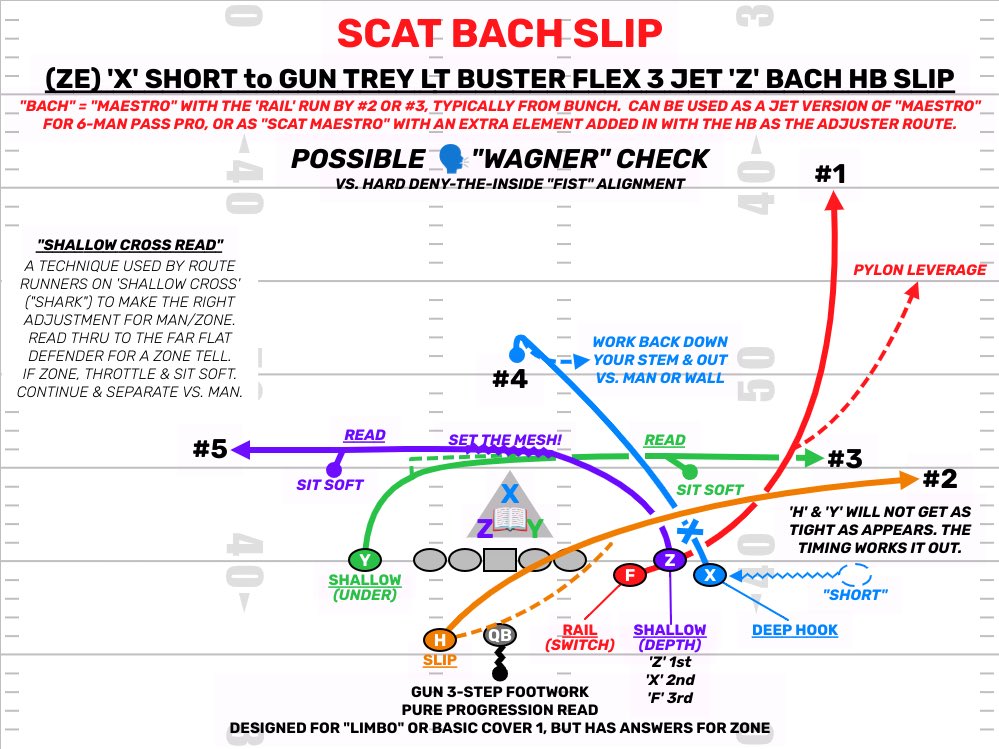 SCAT BACH SLIP
(ZE) 'X' SHORT to GUN TREY LT BUSTER FLEX 3 JET 'Z' BACH HB SLIP
"BACH" = "MAESTRO" WITH THE 'RAIL' RUN BY #2 OR #3, TYPICALLY FROM BUNCH. CAN BE USED AS A JET VERSION OF "MAESTRO"
FOR 6-MAN PASS PRO, OR AS "SCAT MAESTRO" WITH AN EXTRA ELEMENT ADDED IN WITH THE HB AS THE ADJUSTER ROUTE.
POSSIBLE "WAGNER" CHECK
VS. HARD DENY-THE-INSIDE "FIST" ALIGNMENT
#1
"SHALLOW CROSS READ"
A TECHNIQUE USED BY ROUTE
RUNNERS ON 'SHALLOW CROSS'
("SHARK") TO MAKE THE RIGHT
ADJUSTMENT FOR MAN/ZONE.
READ THRU TO THE FAR FLAT
DEFENDER FOR A ZONE TELL.
IF ZONE, THROTTLE & SIT SOFT.
CONTINUE & SEPARATE VS. MAN.
PYLON LEVERAGE
WORK BACK DOWN
YOUR STEM & OUT
VS. MAN OR WALL
#4
#5
READ
SET THE MESH!
READ
#3
SIT SOFT
SIT SOFT
#2
X
Z
Y
'H' & 'Y' WILL NOT GET AS
TIGHT AS APPEARS. THE
TIMING WORKS IT OUT.
Y
F
Z
X
SHALLOW
(UNDER)
"SHORT"
H
QB
SLIP
RAIL
(SWITCH)
SHALLOW
(DEPTH)
DEEP HOOK
'Z' 1st
'X' 2nd
'F' 3rd
GUN 3-STEP FOOTWORK
PURE PROGRESSION READ
DESIGNED FOR "LIMBO" OR BASIC COVER 1, BUT HAS ANSWERS FOR ZONE
40
40
50